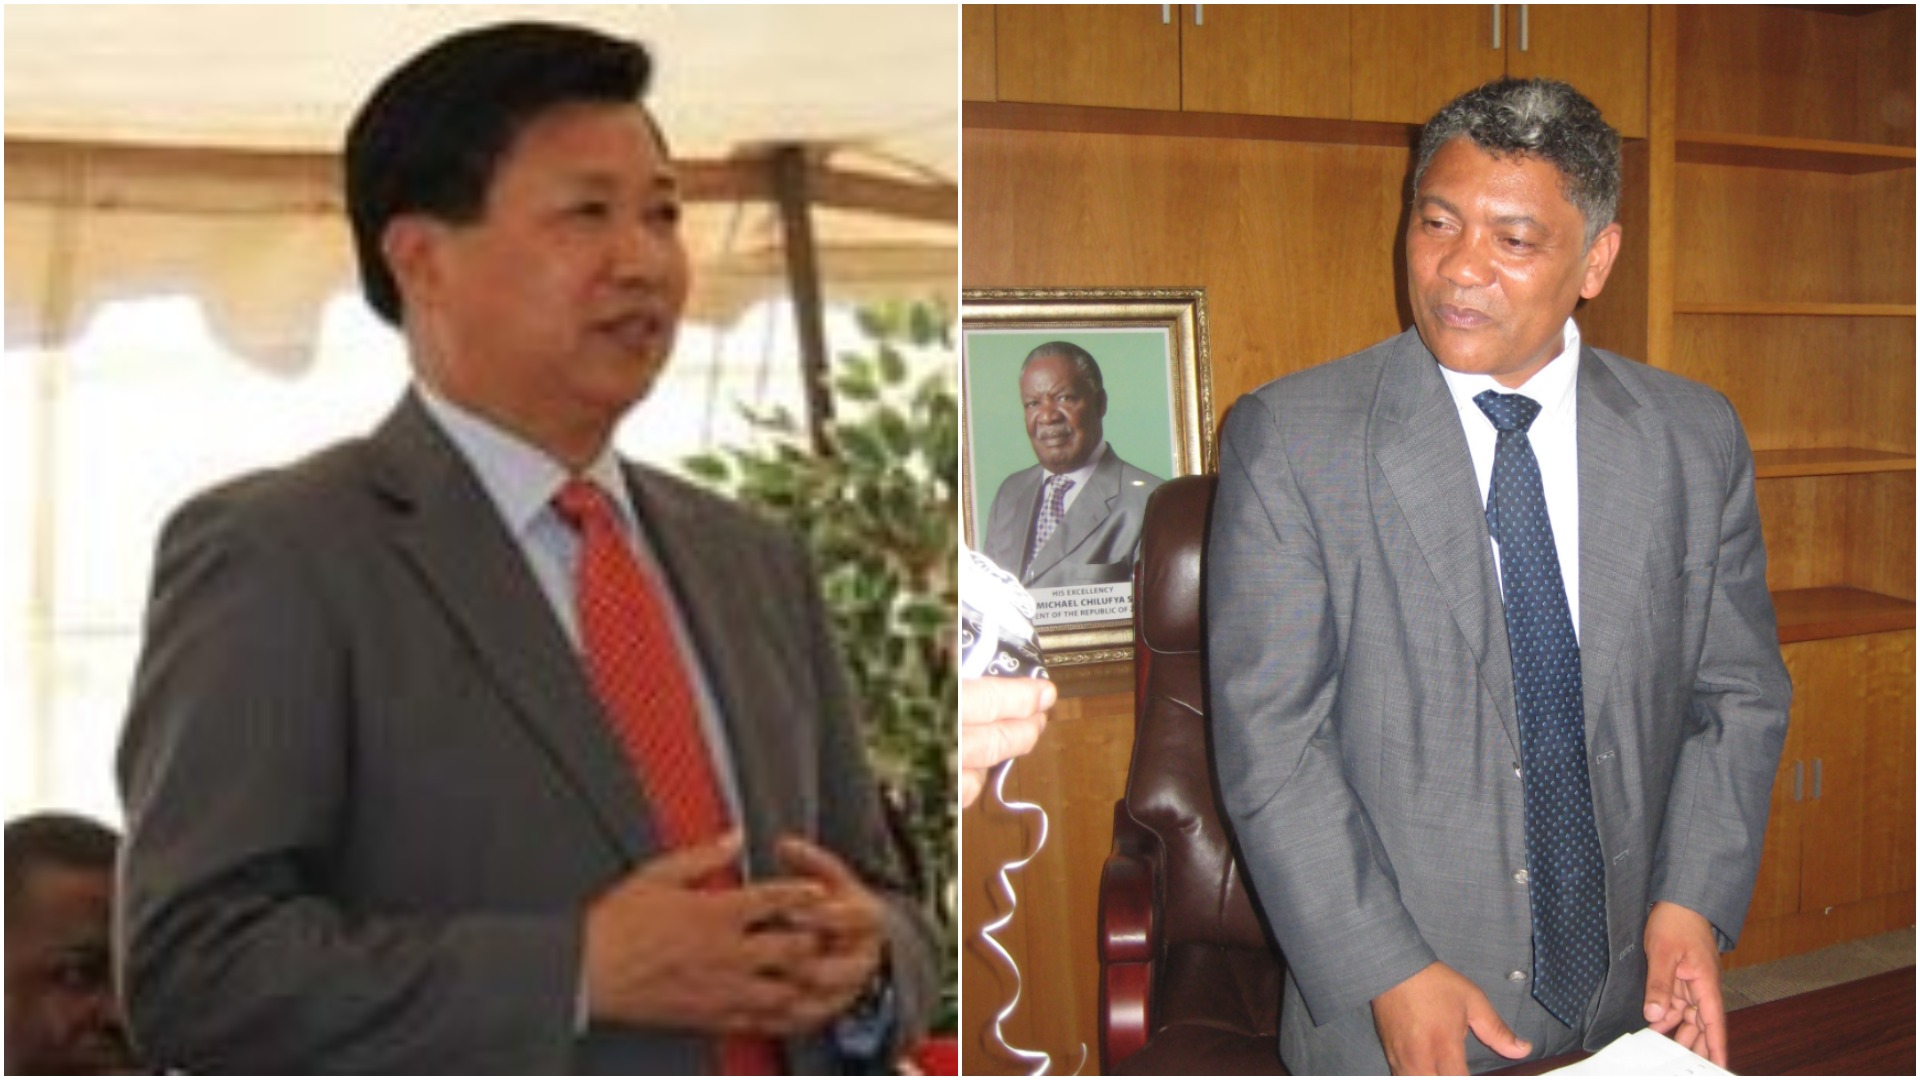 HIS EXCELLENCY
MICHAEL CHILUFYA S
ENT OF THE REPUBLIC OF